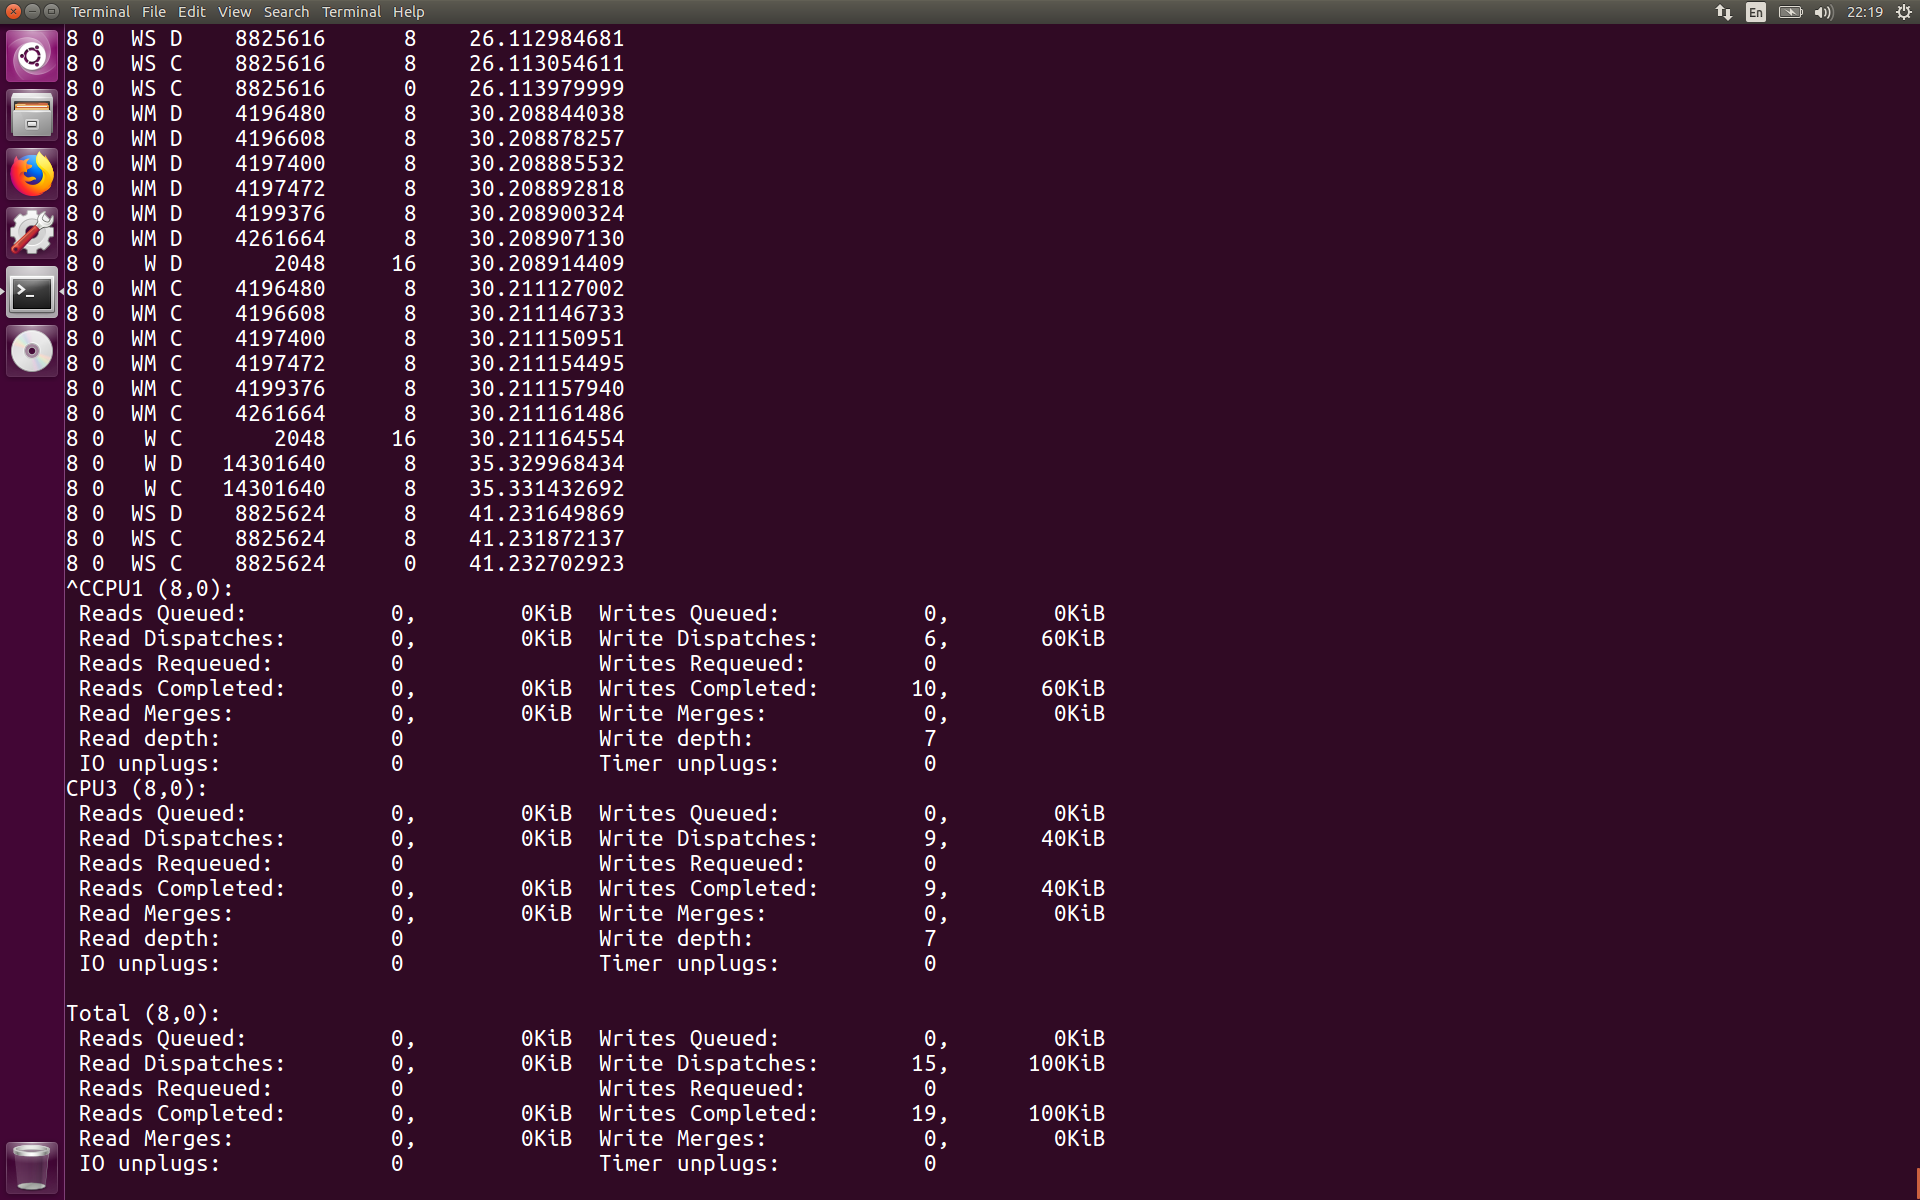 Terminal File Edit View Search Terminal Help En 22:19
8 0 WS D 8825616 8 26.112984681
8 0 WS C 8825616 8 26.113054611
8 0 WS C 8825616 0 26.113979999
8 0 WM D 4196480 8 30.208844038
8 0 WM D 4196608 8 30.208878257
8 0 WM D 4197400 8 30.208885532
8 0 WM D 4197472 8 30.208892818
8 0 WM D 4199376 8 30.208900324
8 0 WM D 4261664 8 30.208907130
8 0 W D 2048 16 30.208914409
8 0 WM C 4196480 8 30.211127002
8 0 WM C 4196608 8 30.211146733
8 0 WM C 4197400 8 30.211150951
8 0 WM C 4197472 8 30.211154495
8 0 WM C 4199376 8 30.211157940
8 0 WM C 4261664 8 30.211161486
8 0 W C 2048 16 30.211164554
8 0 W D 14301640 8 35.329968434
8 0 W C 14301640 8 35.331432692
8 0 WS D 8825624 8 41.231649869
8 0 WS C 8825624 8 41.231872137
8 0 WS C 8825624 0 41.232702923
^CCPU1 (8,0):
Reads Queued: 0, 0KiB Writes Queued: 0, 0KiB
Read Dispatches: 0, 0KiB Write Dispatches: 6, 60KiB
Reads Requeued: 0 Writes Requeued: 0
Reads Completed: 0, 0KiB Writes Completed: 10, 60KiB
Read Merges: 0, 0KiB Write Merges: 0, 0KiB
Read depth: 0 Write depth: 7
IO unplugs: 0 Timer unplugs: 0
CPU3 (8,0):
Reads Queued: 0, 0KiB Writes Queued: 0, 0KiB
Read Dispatches: 0, 0KiB Write Dispatches: 9, 40KiB
Reads Requeued: 0 Writes Requeued: 0
Reads Completed: 0, 0KiB Writes Completed: 9, 40KiB
Read Merges: 0, 0KiB Write Merges: 0, 0KiB
Read depth: 0 Write depth: 7
IO unplugs: 0 Timer unplugs: 0
Total (8,0):
Reads Queued: 0, 0KiB Writes Queued: 0, 0KiB
Read Dispatches: 0, 0KiB Write Dispatches: 15, 100KiB
Reads Requeued: 0 Writes Requeued: 0
Reads Completed: 0, 0KiB Writes Completed: 19, 100KiB
Read Merges: 0, 0KiB Write Merges: 0, 0KiB
IO unplugs: 0 Timer unplugs: 0